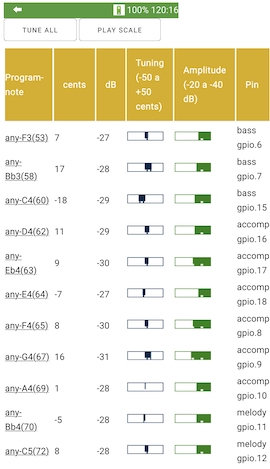 100% 120:16
TUNE ALL PLAY SCALE
Program-note cents dB Tuning (-50 a +50 cents) Amplitude (-20 a -40 dB) Pin
any-F3(53) 7 -27 bass gpio.6
any-Bb3(58) 17 -28 bass gpio.7
any-C4(60) -18 -29 bass gpio.15
any-D4(62) 11 -29 accomp gpio.16
any-Eb4(63) 9 -30 accomp gpio.17
any-E4(64) -7 -27 accomp gpio.18
any-F4(65) 8 -30 accomp gpio.8
any-G4(67) 16 -31 accomp gpio.9
any-A4(69) 1 -28 accomp gpio.10
any-Bb4(70) -5 -28 melody gpio.11
any-C5(72) 8 -28 melody gpio.12